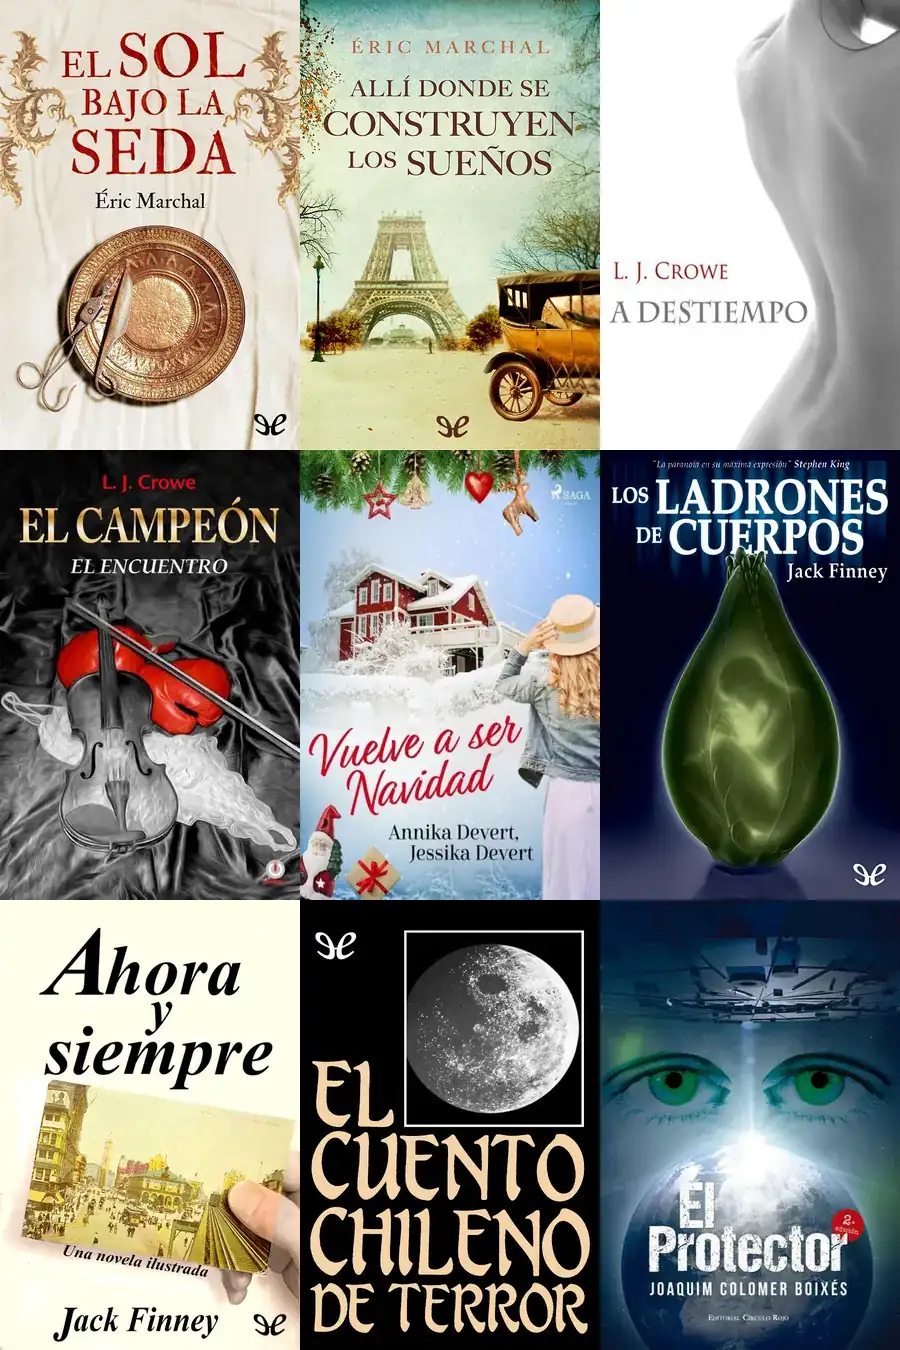 EL SOL
BAJO LA
SEDA
Éric Marchal
ÉRIC MARCHAL
ALLÍ DONDE SE
CONSTRUYEN
LOS SUEÑOS
L. J. CROWE
A DESTIEMPO
L. J. Crowe
EL CAMPEÓN
EL ENCUENTRO
SAGA
Vuelve a ser
Navidad
Annika Devert,
Jessika Devert
"La paranoia en su máxima expresión" Stephen King
LOS LADRONES
DE CUERPOS
Jack Finney
Ahora
y
siempre
Una novela ilustrada
Jack Finney
EL
CUENTO
CHILENO
DE TERROR
El
Protector
2.ª
edición
JOAQUIM COLOMER BOIXÉS
EDITORIAL CÍRCULO ROJO